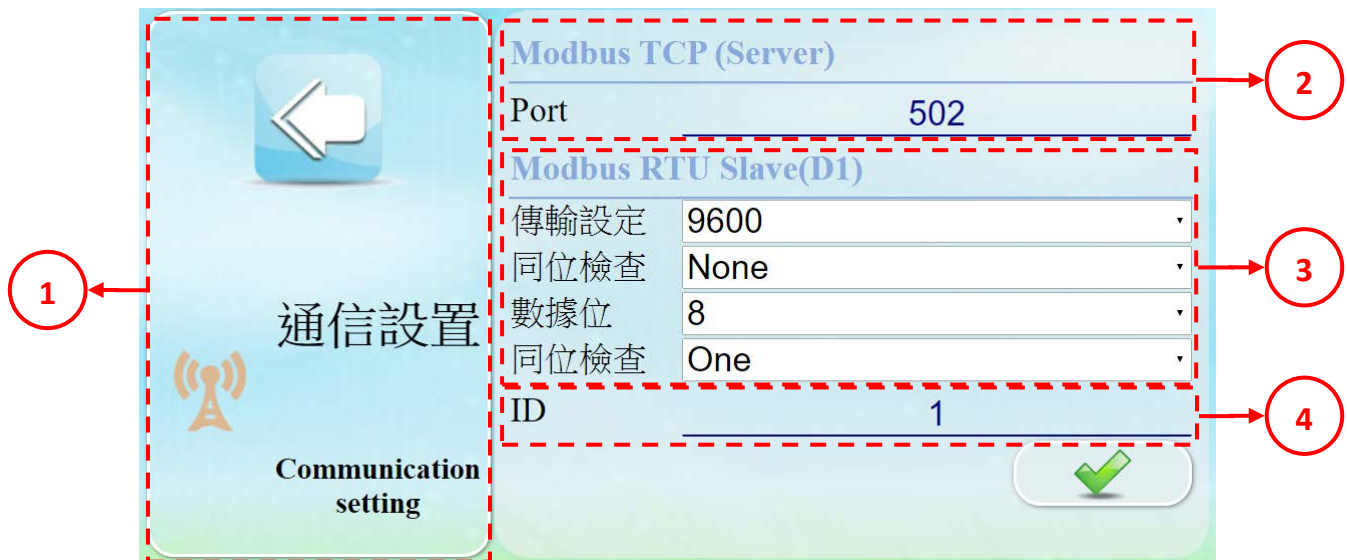 1
通信設置
Communication
setting
Modbus TCP (Server)
Port 502
2
Modbus RTU Slave(D1)
傳輸設定 9600
同位檢查 None
數據位 8
同位檢查 One
3
ID 1
4